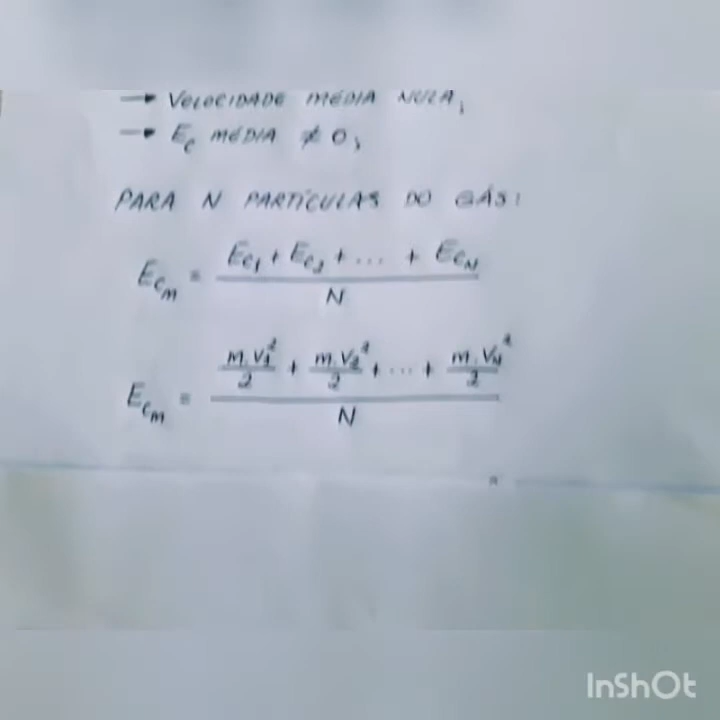 → VELOCIDADE MÉDIA NULA;
→ Ec MÉDIA ≠ 0;
PARA N PARTÍCULAS DO GÁS:
Ecm = (Ec1 + Ec2 + ... + EcN) / N
Ecm = (m.v1²/2 + m.v2²/2 + ... + m.vN²/2) / N
InShOt